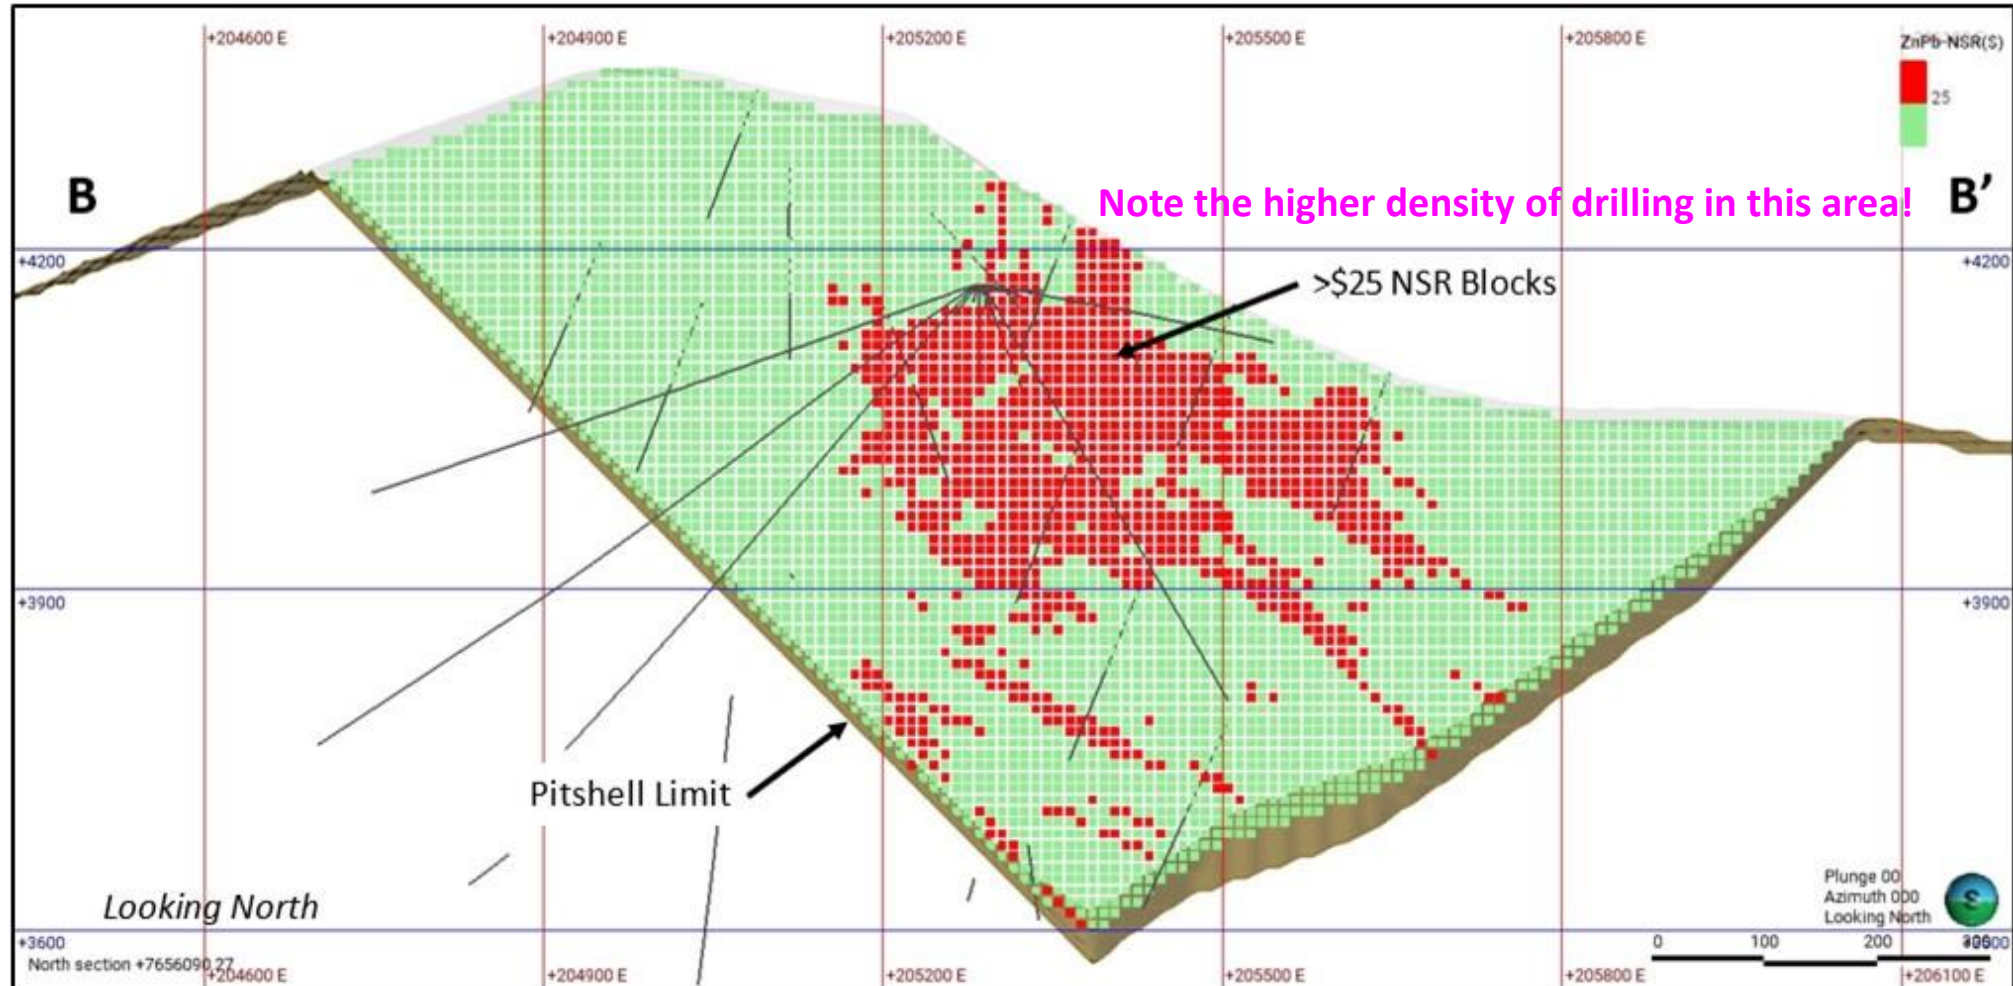 +204600 E
+204900 E
+205200 E
+205500 E
+205800 E
ZnPb-NSR($)
25
B
Note the higher density of drilling in this area!
B’
+4200
+4200
>$25 NSR Blocks
+3900
+3900
Pitshell Limit
Looking North
Plunge 00
Azimuth 000
Looking North
S
+3600
0
100
200
North section +7656090.27
+204600 E
+204900 E
+205200 E
+205500 E
+205800 E
+206100 E